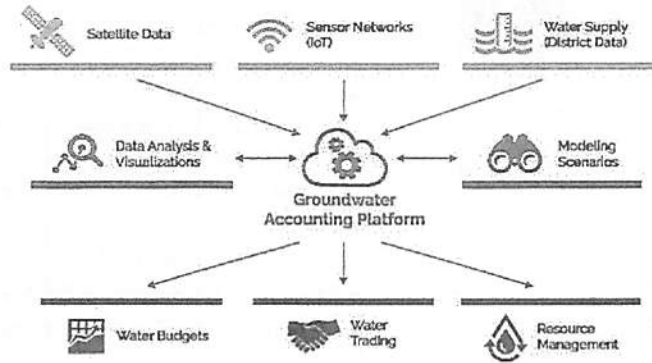 Satellite Data
Sensor Networks
(IoT)
Water Supply
(District Data)
Data Analysis &
Visualizations
Modeling
Scenarios
Groundwater
Accounting Platform
Water Budgets
Water
Trading
Resource
Management